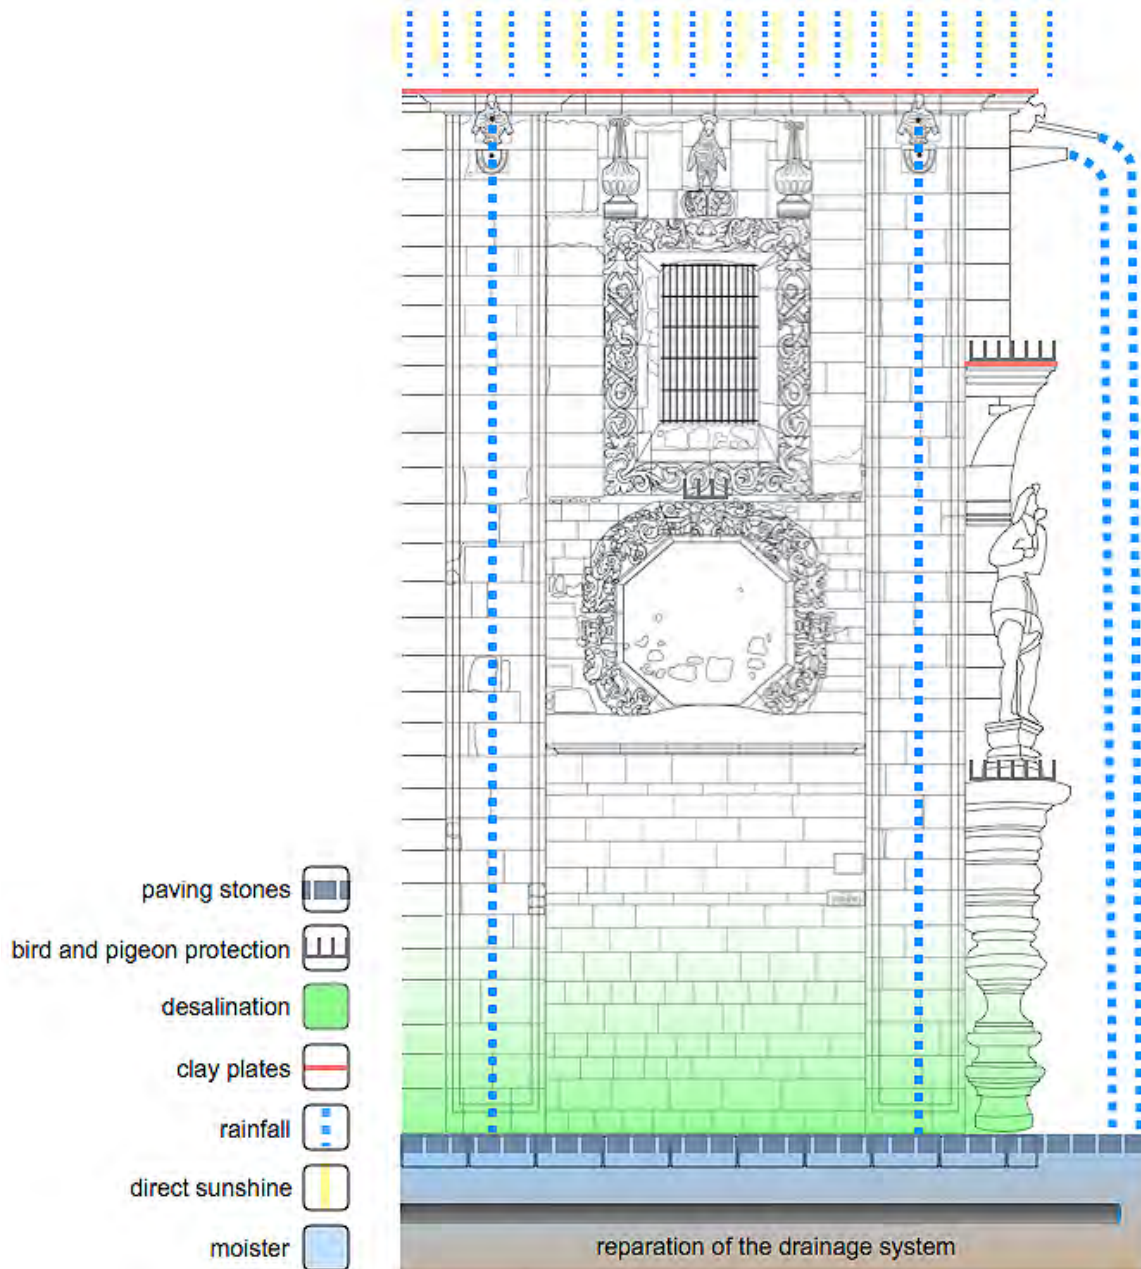 paving stones
bird and pigeon protection
desalination
clay plates
rainfall
direct sunshine
moister
reparation of the drainage system